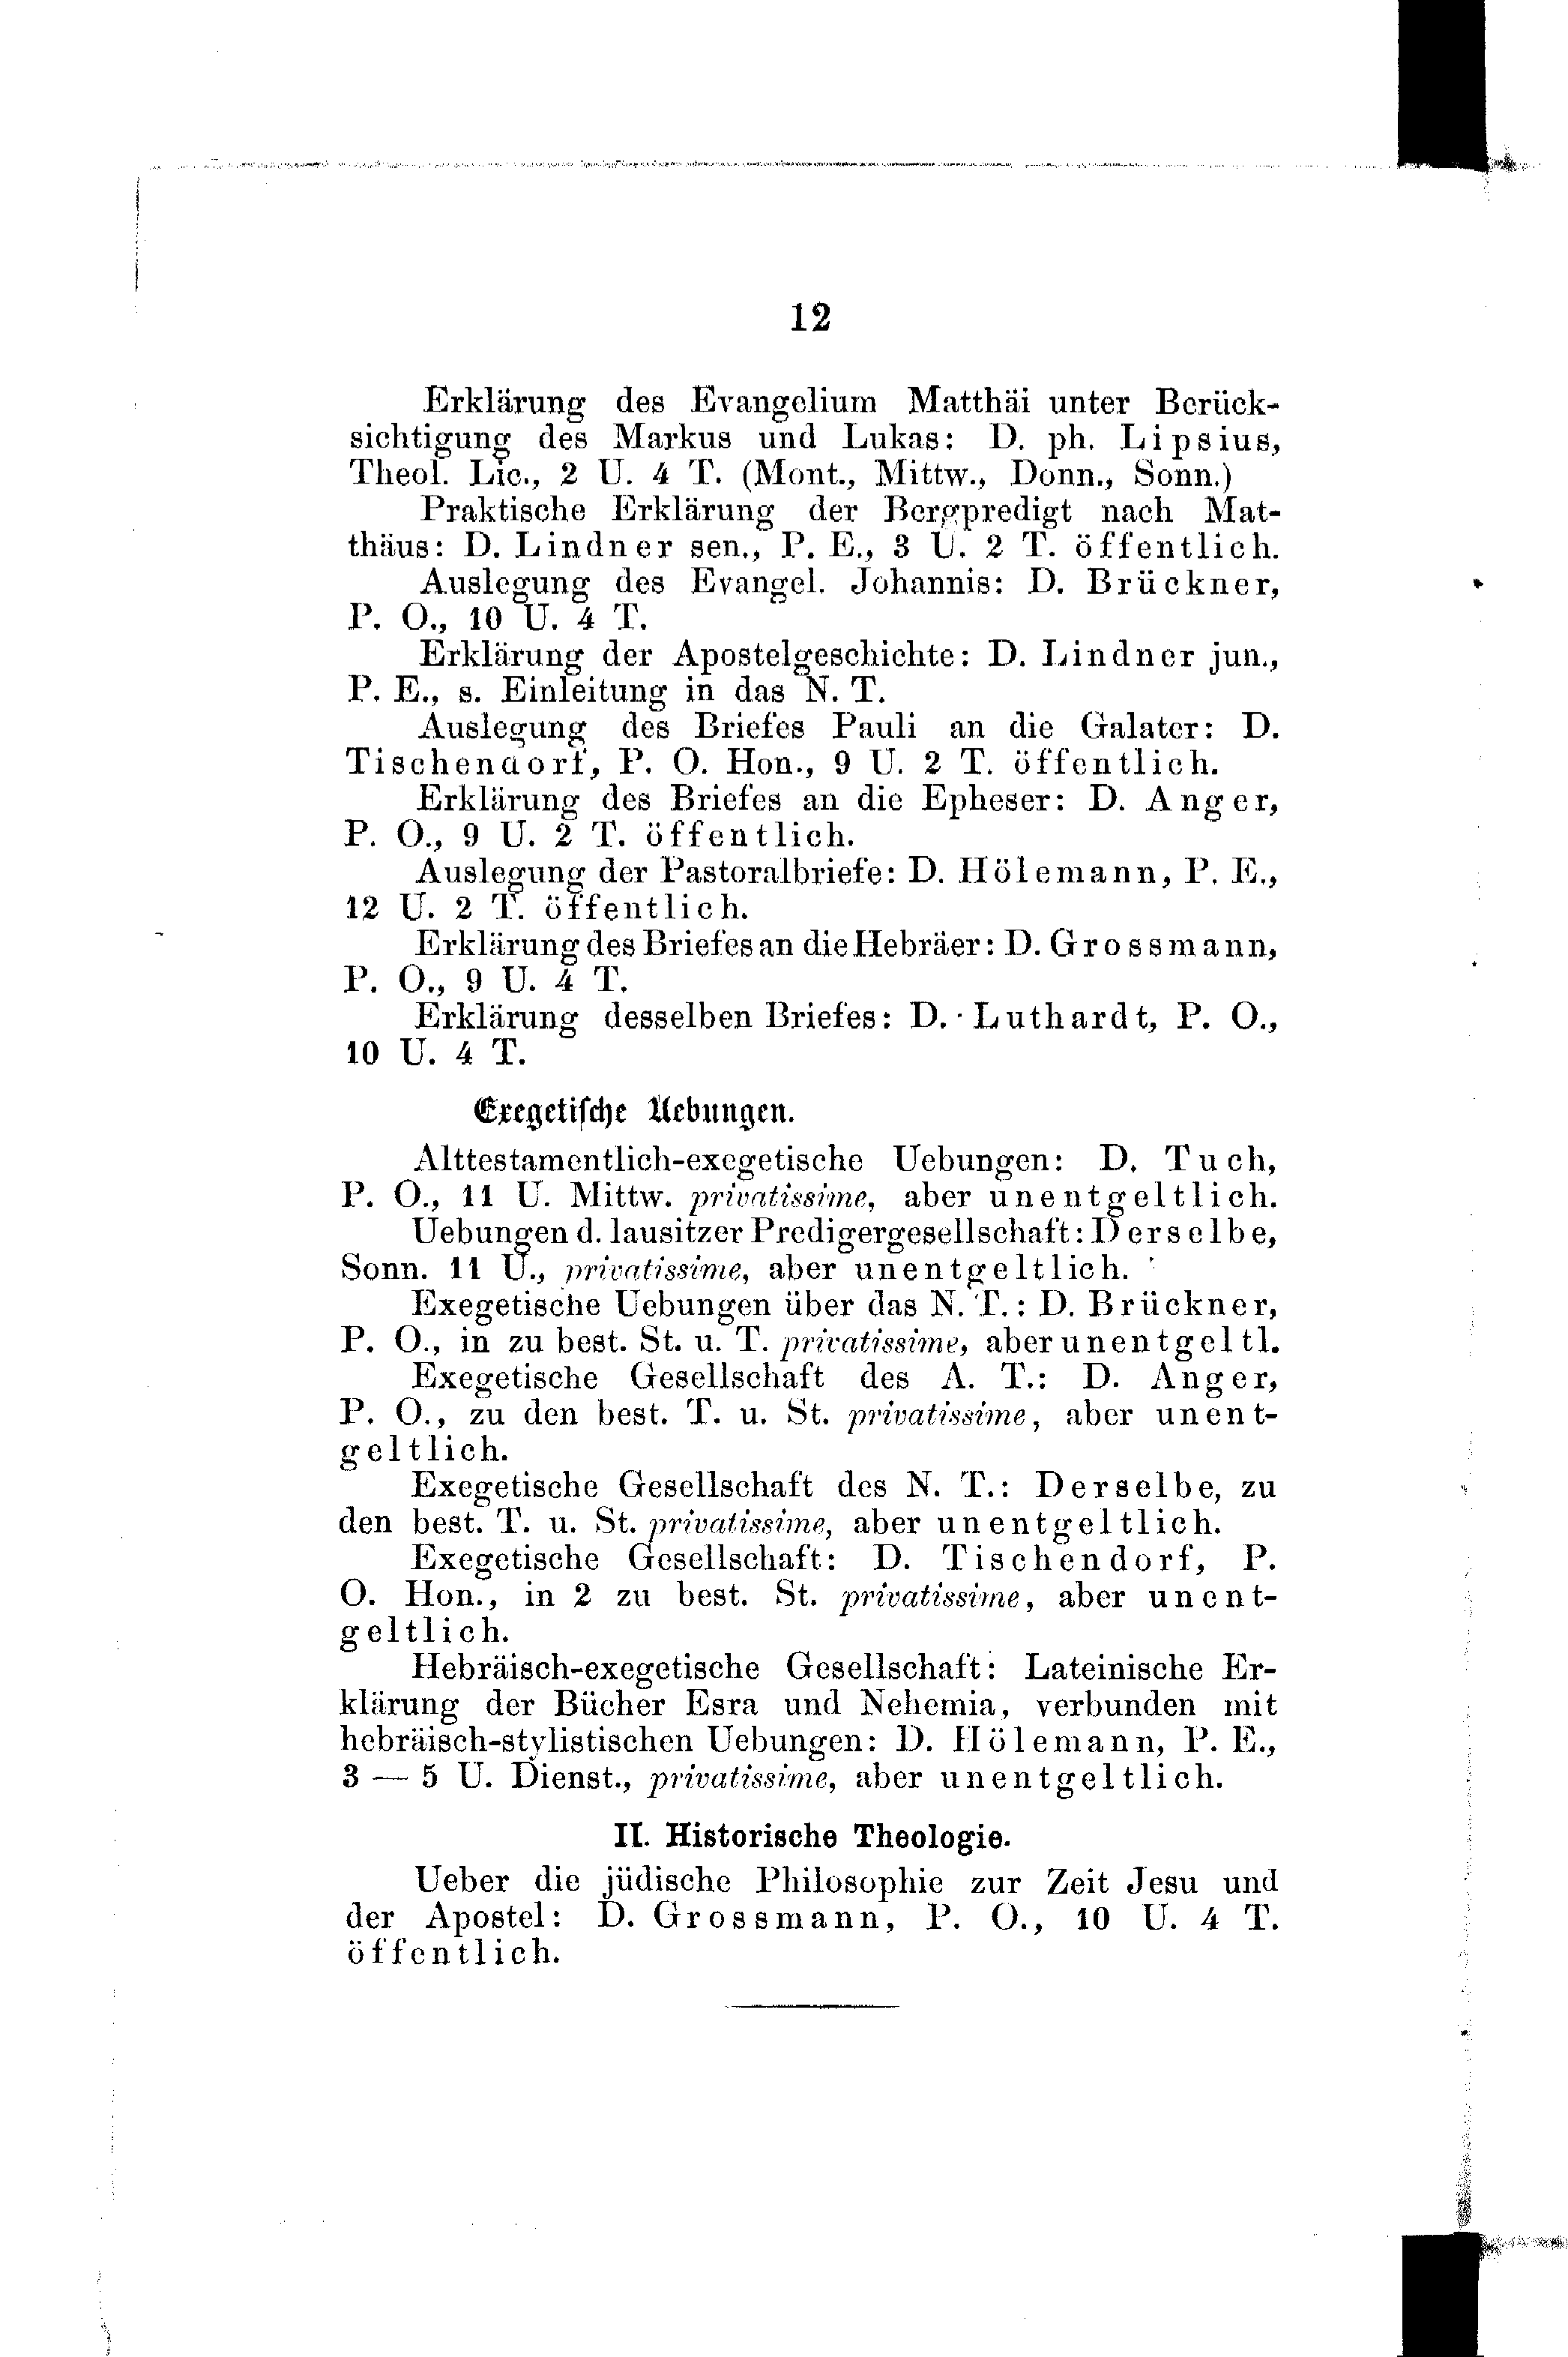 12
Erklärung des Evangelium Matthäi unter Berück-
sichtigung des Markus und Lukas: D. ph. Lipsius,
Theol. Lic., 2 U. 4 T. (Mont., Mittw., Donn., Sonn.)
Praktische Erklärung der Bergpredigt nach Mat-
thäus: D. Lindner sen., P. E., 3 U. 2 T. öffentlich.
Auslegung des Evangel. Johannis: D. Brückner,
P. O., 10 U. 4 T.
Erklärung der Apostelgeschichte: D. Lindner jun.,
P. E., s. Einleitung in das N. T.
Auslegung des Briefes Pauli an die Galater: D.
Tischendorf, P. O. Hon., 9 U. 2 T. öffentlich.
Erklärung des Briefes an die Epheser: D. Anger,
P. O., 9 U. 2 T. öffentlich.
Auslegung der Pastoralbriefe: D. Hölemann, P. E.,
12 U. 2 T. öffentlich.
Erklärung des Briefes an die Hebräer: D. Grossmann,
P. O., 9 U. 4 T.
Erklärung desselben Briefes: D. Luthardt, P. O.,
10 U. 4 T.
Exegetische Uebungen.
Alttestamentlich-exegetische Uebungen: D. Tuch,
P. O., 11 U. Mittw. privatissime, aber unentgeltlich.
Uebungen d. lausitzer Predigergesellschaft: Derselbe,
Sonn. 11 U., privatissime, aber unentgeltlich.
Exegetische Uebungen über das N. T.: D. Brückner,
P. O., in zu best. St. u. T. privatissime, aber unentgeltl.
Exegetische Gesellschaft des A. T.: D. Anger,
P. O., zu den best. T. u. St. privatissime, aber unent-
geltlich.
Exegetische Gesellschaft des N. T.: Derselbe, zu
den best. T. u. St. privatissime, aber unentgeltlich.
Exegetische Gesellschaft: D. Tischendorf, P.
O. Hon., in 2 zu best. St. privatissime, aber unent-
geltlich.
Hebräisch-exegetische Gesellschaft: Lateinische Er-
klärung der Bücher Esra und Nehemia, verbunden mit
hebräisch-stylistischen Uebungen: D. Hölemann, P. E.,
3 — 5 U. Dienst., privatissime, aber unentgeltlich.
II. Historische Theologie.
Ueber die jüdische Philosophie zur Zeit Jesu und
der Apostel: D. Grossmann, P. O., 10 U. 4 T.
öffentlich.